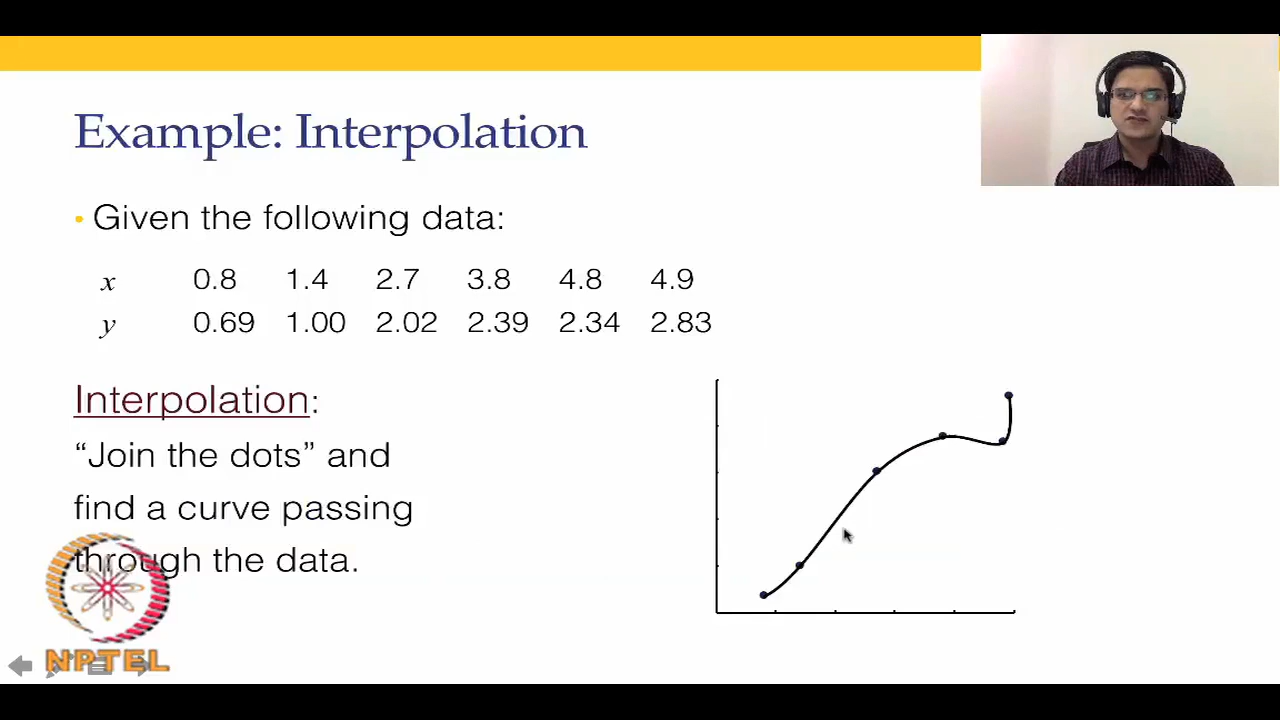 Example: Interpolation
• Given the following data:
x 0.8 1.4 2.7 3.8 4.8 4.9
y 0.69 1.00 2.02 2.39 2.34 2.83
Interpolation:
“Join the dots” and
find a curve passing
through the data.
NPTEL